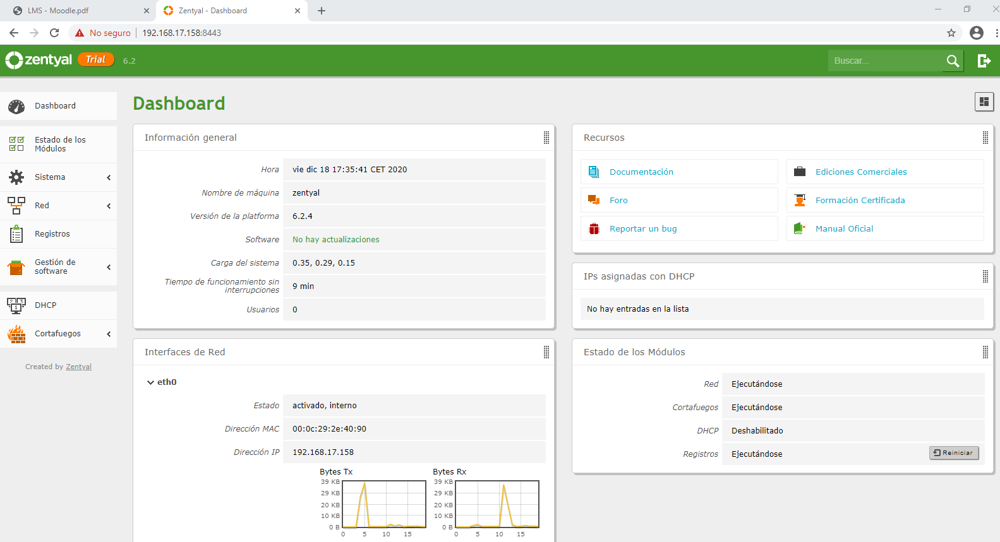 LMS - Moodle.pdf
Zentyal - Dashboard
No seguro
192.168.17.158:8443
zentyal
Trial
6.2
Buscar...
Dashboard
Estado de los
Módulos
Sistema
Red
Registros
Gestión de
software
DHCP
Cortafuegos
Created by Zentyal
Dashboard
Información general
Hora vie dic 18 17:35:41 CET 2020
Nombre de máquina zentyal
Versión de la platforma 6.2.4
Software No hay actualizaciones
Carga del sistema 0.35, 0.29, 0.15
Tiempo de funcionamiento sin
interrupciones 9 min
Usuarios 0
Interfaces de Red
eth0
Estado activado, interno
Dirección MAC 00:0c:29:2e:40:90
Dirección IP 192.168.17.158
Bytes Tx
39 KB
29 KB
20 KB
10 KB
0 B
0 5 10 15
Bytes Rx
39 KB
29 KB
20 KB
10 KB
0 B
0 5 10 15
Recursos
Documentación
Ediciones Comerciales
Foro
Formación Certificada
Reportar un bug
Manual Oficial
IPs asignadas con DHCP
No hay entradas en la lista
Estado de los Módulos
Red Ejecutándose
Cortafuegos Ejecutándose
DHCP Deshabilitado
Registros Ejecutándose Reiniciar